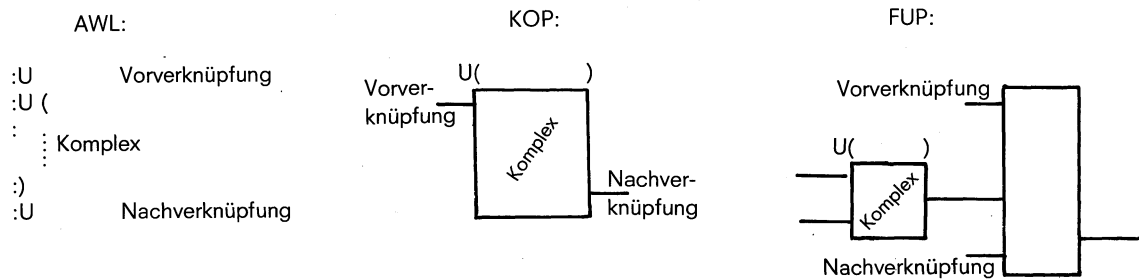 AWL:
:U Vorverknüpfung
:U (
:
Komplex
:)
:U Nachverknüpfung
KOP:
U( )
Vorver-
knüpfung
Komplex
Nachver-
knüpfung
FUP:
Vorverknüpfung
U( )
Komplex
Nachverknüpfung